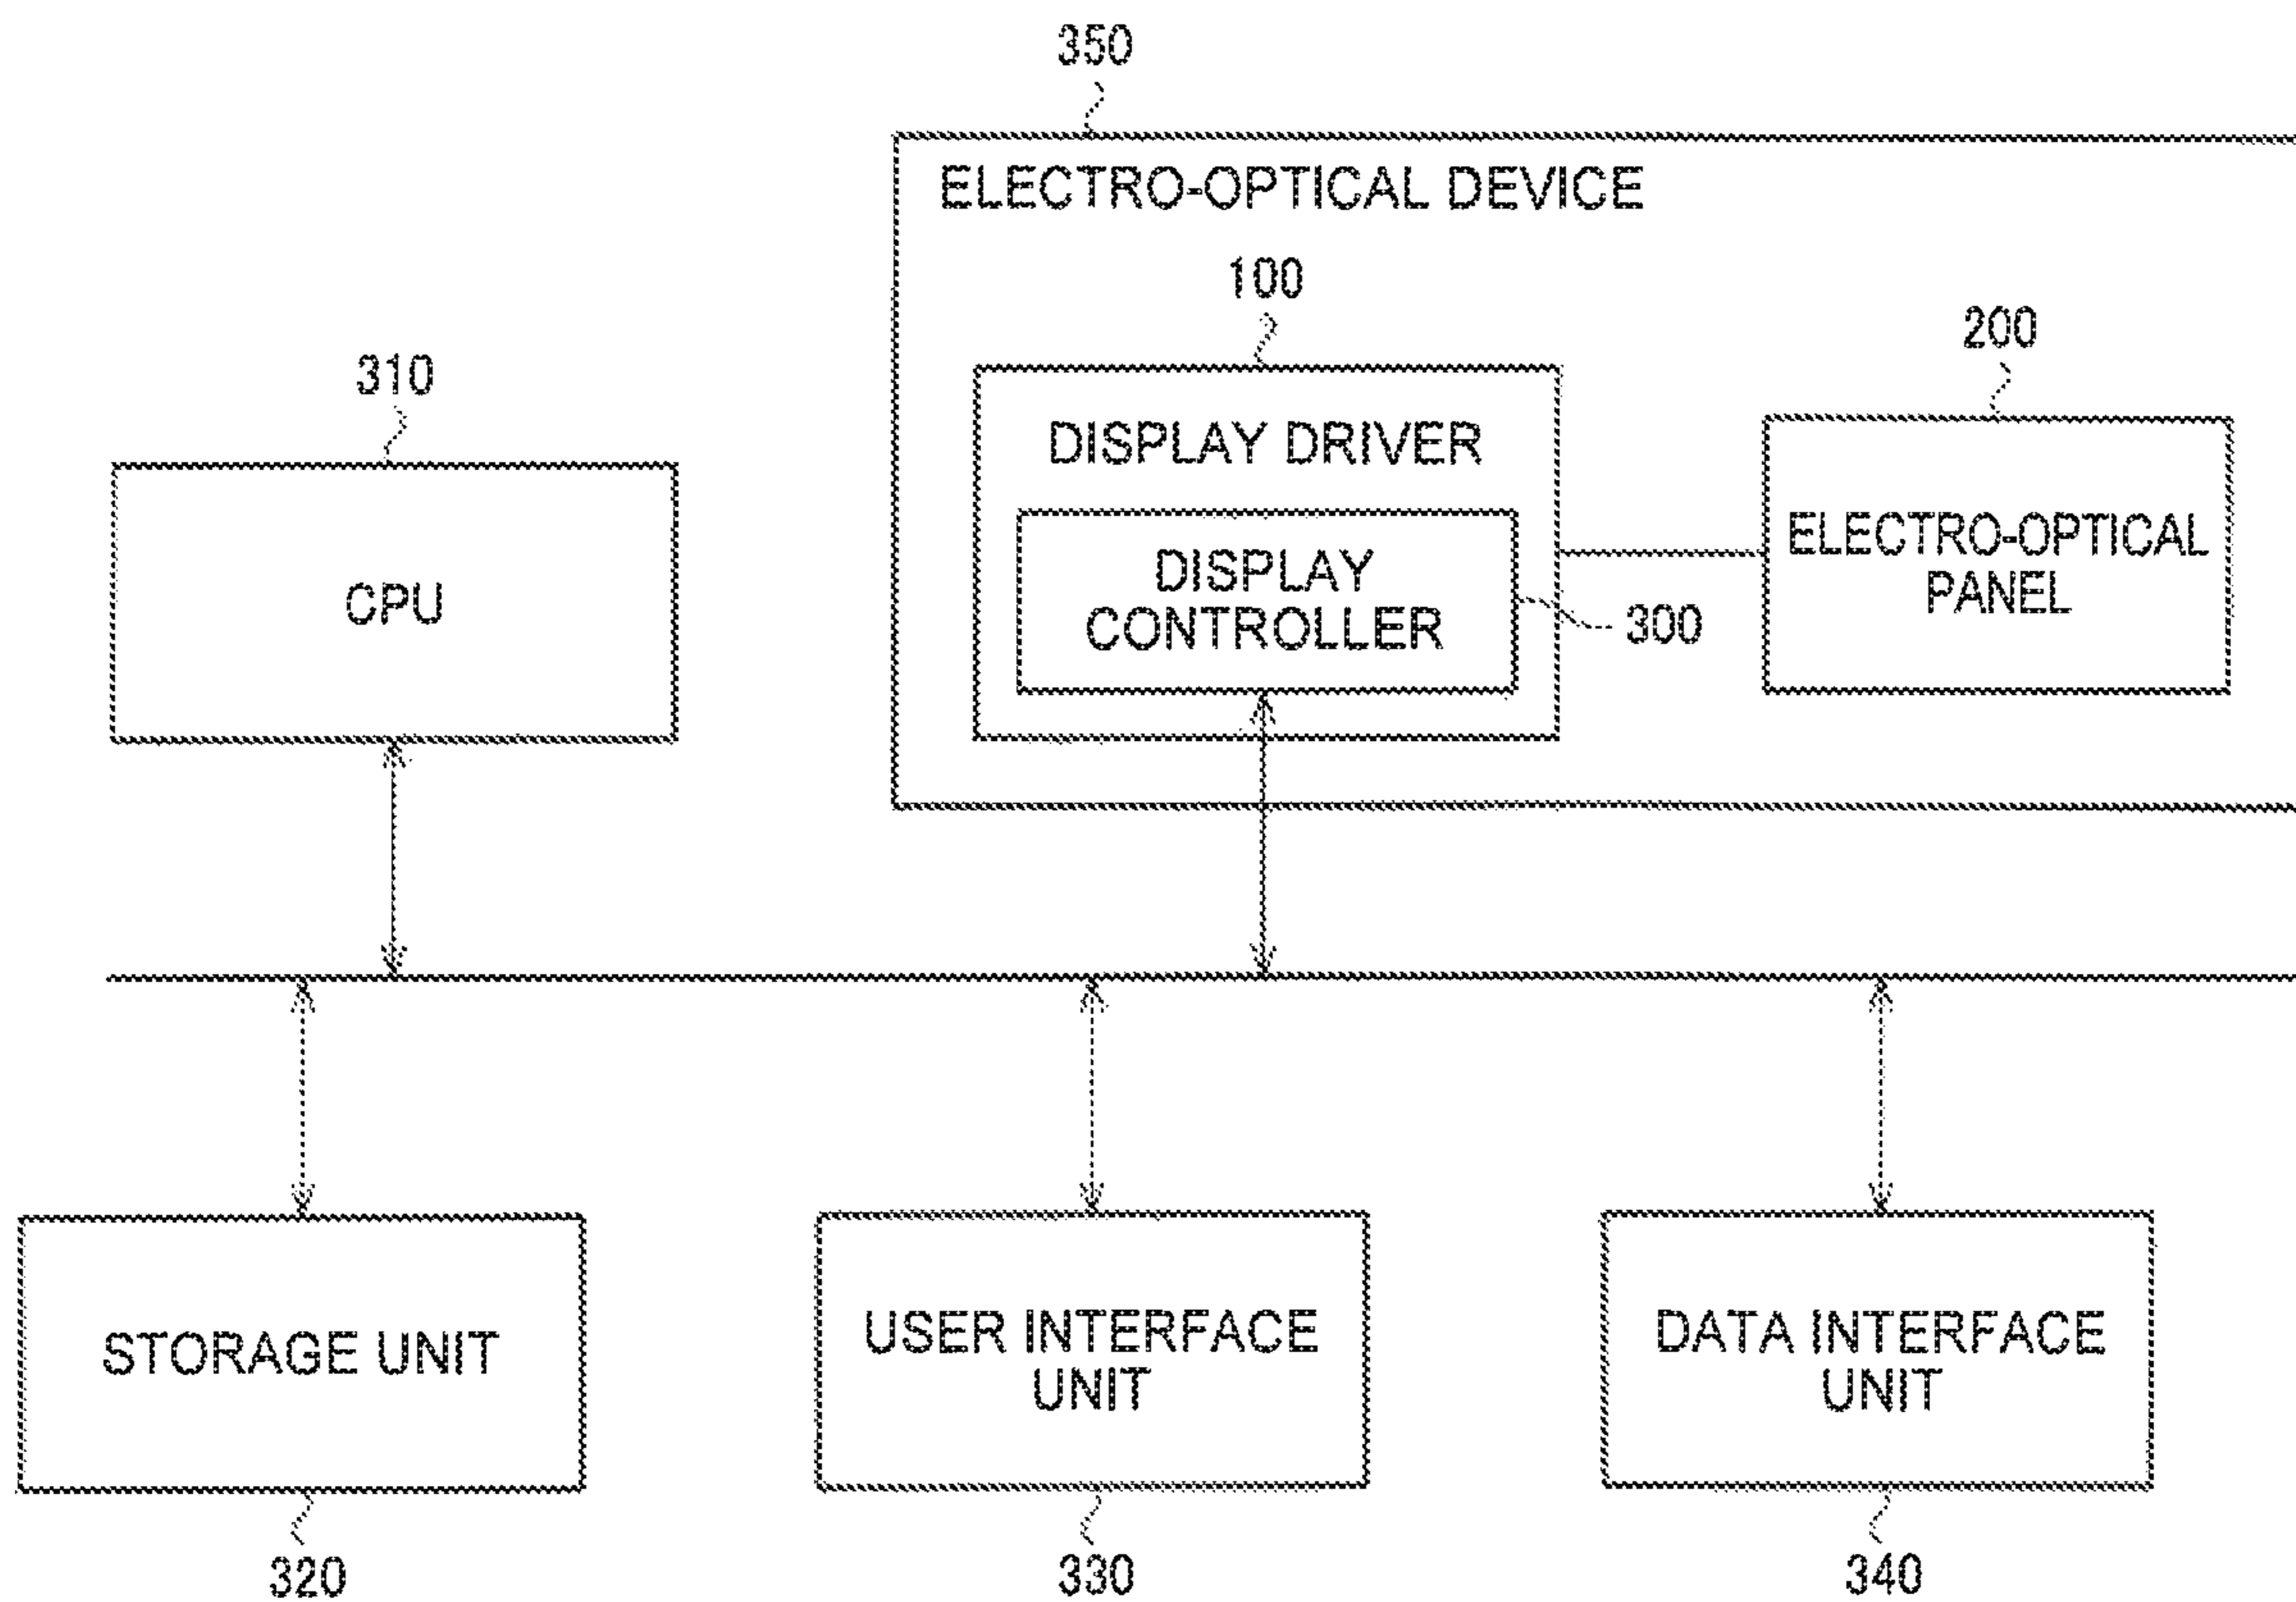 350
ELECTRO-OPTICAL DEVICE
100
200
310
DISPLAY DRIVER
ELECTRO-OPTICAL
PANEL
DISPLAY
CONTROLLER
300
CPU
STORAGE UNIT
USER INTERFACE
UNIT
DATA INTERFACE
UNIT
320
330
340